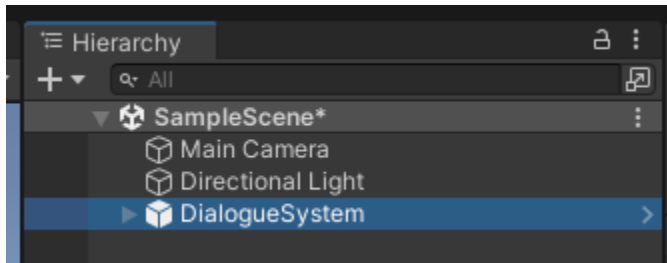 Hierarchy
All
SampleScene*
Main Camera
Directional Light
DialogueSystem